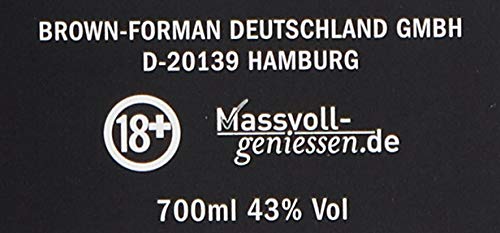 BROWN-FORMAN DEUTSCHLAND GMBH
D-20139 HAMBURG
18+
Massvoll-
geniessen.de
700ml 43% Vol